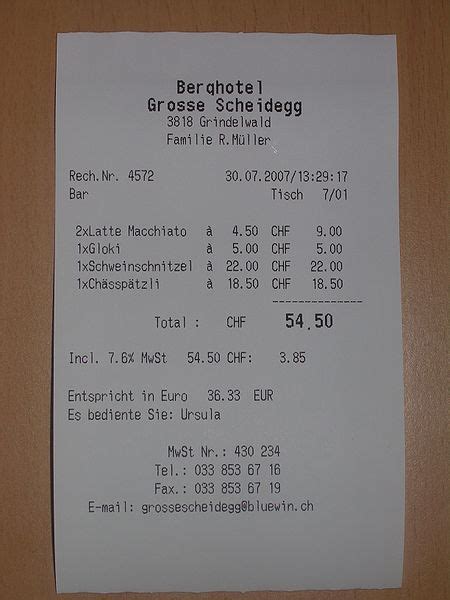 Berghotel
Grosse Scheidegg
3818 Grindelwald
Familie R.Müller
Rech.Nr. 4572 30.07.2007/13:29:17
Bar Tisch 7/01
2xLatte Macchiato à 4.50 CHF 9.00
1xGloki à 5.00 CHF 5.00
1xSchweinschnitzel à 22.00 CHF 22.00
1xChässpätzli à 18.50 CHF 18.50
--------------
Total : CHF 54.50
Incl. 7.6% MwSt 54.50 CHF: 3.85
Entspricht in Euro 36.33 EUR
Es bediente Sie: Ursula
MwSt Nr.: 430 234
Tel.: 033 853 67 16
Fax.: 033 853 67 19
E-mail: grossescheidegg@bluewin.ch